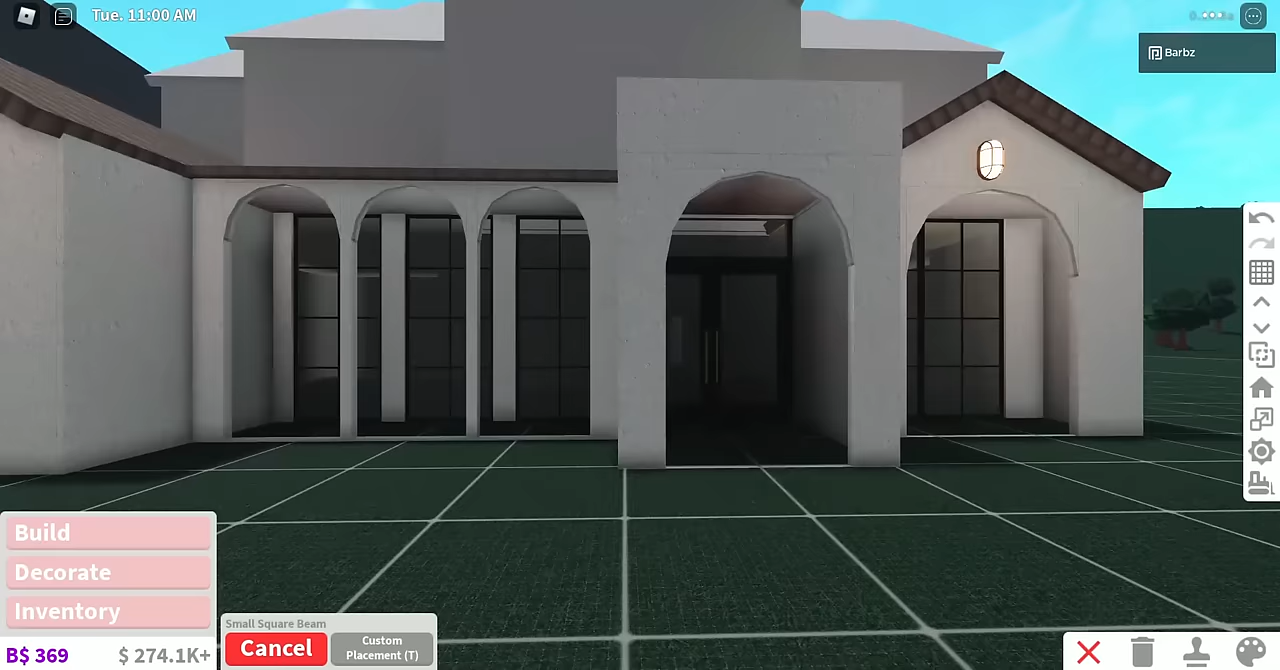 Tue. 11:00 AM
Barbz
Build
Decorate
Inventory
B$ 369
$ 274.1K+
Small Square Beam
Cancel
Custom
Placement (T)